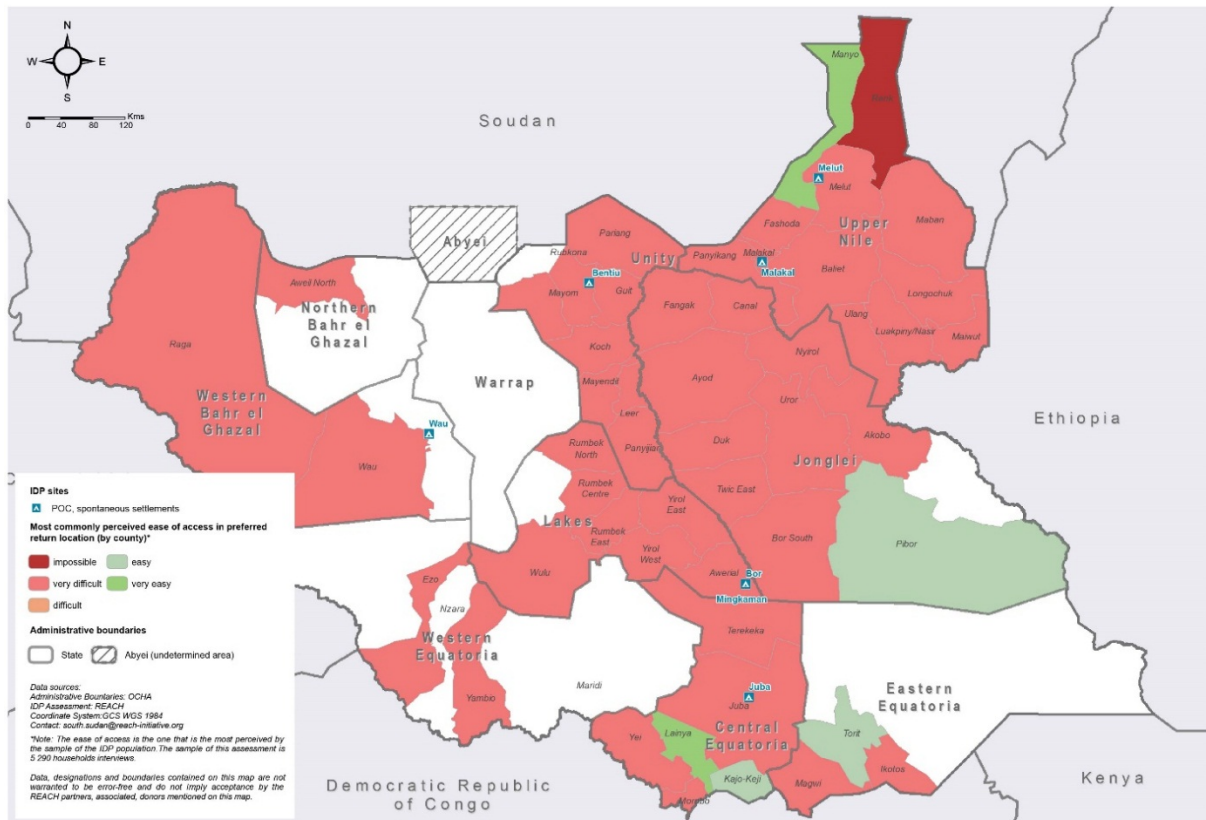 N
W E
S
Kms
0 20 40 80 120
Soudan
Manyo
Melut
Melut
Maban
Fashoda
Upper
Nile
Abyei
Pariang
Rubkona
Unity
Panyikang
Malakal
Malakal
Baliet
Bentiu
Mayom
Guit
Aweil North
Northern
Bahr el
Ghazal
Fangak
Canal
Longochuk
Ulang
Luakpiny/Nasir
Maiwut
Raga
Koch
Nyirol
Warrap
Mayendit
Ayod
Uror
Western
Bahr el
Ghazal
Leer
Ethiopia
Wau
Wau
Rumbek
North
Panyijiar
Duk
Akobo
Jonglei
Rumbek
Centre
Twic East
Lakes
Yirol
East
Rumbek
East
Yirol
West
Bor South
Pibor
Wulu
Awerial
Bor
Mingkaman
Ezo
Nzara
Western
Equatoria
Terekeka
Maridi
Yambio
Juba
Juba
Eastern
Equatoria
Central
Equatoria
Yei
Lainya
Torit
Kajo-Keji
Morobo
Magwi
Ikotos
Democratic Republic
of Congo
Kenya
IDP sites
POC, spontaneous settlements
Most commonly perceived ease of access in preferred
return location (by county)*
impossible easy
very difficult very easy
difficult
Administrative boundaries
State Abyei (undetermined area)
Data sources:
Administrative Boundaries: OCHA
IDP Assessment: REACH
Coordinate System:GCS WGS 1984
Contact: south.sudan@reach-initiative.org
*Note: The ease of access is the one that is the most perceived by
the sample of the IDP population.The sample of this assessment is
5 290 households interviews.
Data, designations and boundaries contained on this map are not
warranted to be error-free and do not imply acceptance by the
REACH partners, associated, donors mentioned on this map.